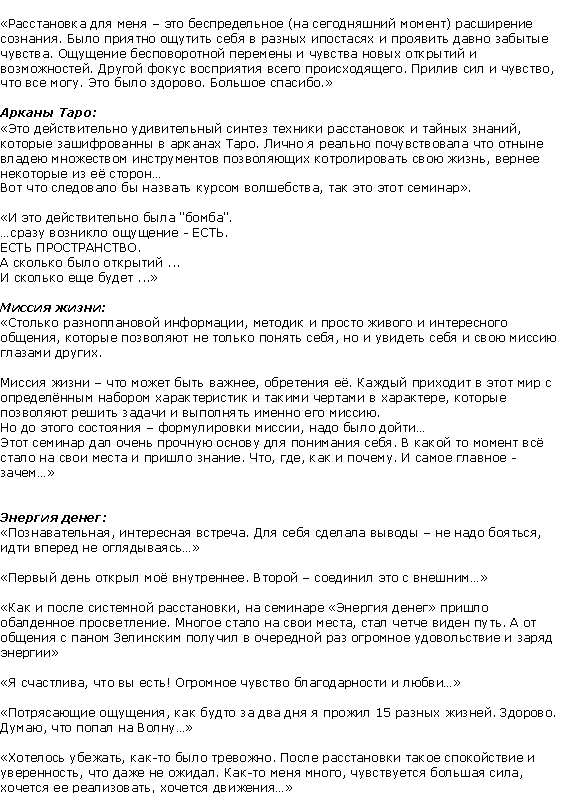 «Расстановка для меня – это беспредельное (на сегодняшний момент) расширение
сознания. Было приятно ощутить себя в разных ипостасях и проявить давно забытые
чувства. Ощущение бесповоротной перемены и чувства новых открытий и
возможностей. Другой фокус восприятия всего происходящего. Прилив сил и чувство,
что все могу. Это было здорово. Большое спасибо.»
Арканы Таро:
«Это действительно удивительный синтез техники расстановок и тайных знаний,
которые зашифрованны в арканах Таро. Лично я реально почувствовала что отныне
владею множеством инструментов позволяющих котролировать свою жизнь, вернее
некоторые из её сторон…
Вот что следовало бы назвать курсом волшебства, так это этот семинар».
«И это действительно была "бомба".
…сразу возникло ощущение - ЕСТЬ.
ЕСТЬ ПРОСТРАНСТВО.
А сколько было открытий ...
И сколько еще будет ...»
Миссия жизни:
«Столько разноплановой информации, методик и просто живого и интересного
общения, которые позволяют не только понять себя, но и увидеть себя и свою миссию
глазами других.
Миссия жизни – что может быть важнее, обретения её. Каждый приходит в этот мир с
определённым набором характеристик и такими чертами в характере, которые
позволяют решить задачи и выполнять именно его миссию.
Но до этого состояния – формулировки миссии, надо было дойти…
Этот семинар дал очень прочную основу для понимания себя. В какой то момент всё
стало на свои места и пришло знание. Что, где, как и почему. И самое главное -
зачем…»
Энергия денег:
«Познавательная, интересная встреча. Для себя сделала выводы – не надо бояться,
идти вперед не оглядываясь…»
«Первый день открыл моё внутреннее. Второй – соединил это с внешним…»
«Как и после системной расстановки, на семинаре «Энергия денег» пришло
обалденное просветление. Многое стало на свои места, стал четче виден путь. А от
общения с паном Зелинским получил в очередной раз огромное удовольствие и заряд
энергии»
«Я счастлива, что вы есть! Огромное чувство благодарности и любви…»
«Потрясающие ощущения, как будто за два дня я прожил 15 разных жизней. Здорово.
Думаю, что попал на Волну…»
«Хотелось убежать, как-то было тревожно. После расстановки такое спокойствие и
уверенность, что даже не ожидал. Как-то меня много, чувствуется большая сила,
хочется ее реализовать, хочется движения…»